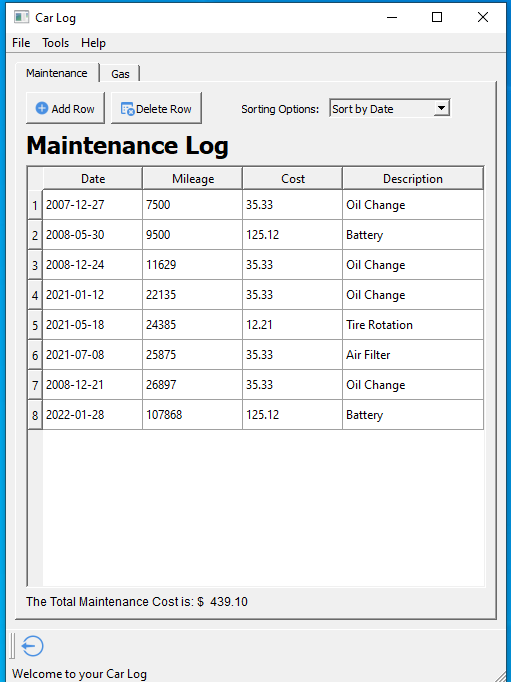 Car Log
File Tools Help
Maintenance Gas
Add Row Delete Row Sorting Options: Sort by Date
Maintenance Log
Date Mileage Cost Description
1 2007-12-27 7500 35.33 Oil Change
2 2008-05-30 9500 125.12 Battery
3 2008-12-24 11629 35.33 Oil Change
4 2021-01-12 22135 35.33 Oil Change
5 2021-05-18 24385 12.21 Tire Rotation
6 2021-07-08 25875 35.33 Air Filter
7 2008-12-21 26897 35.33 Oil Change
8 2022-01-28 107868 125.12 Battery
The Total Maintenance Cost is: $ 439.10
Welcome to your Car Log